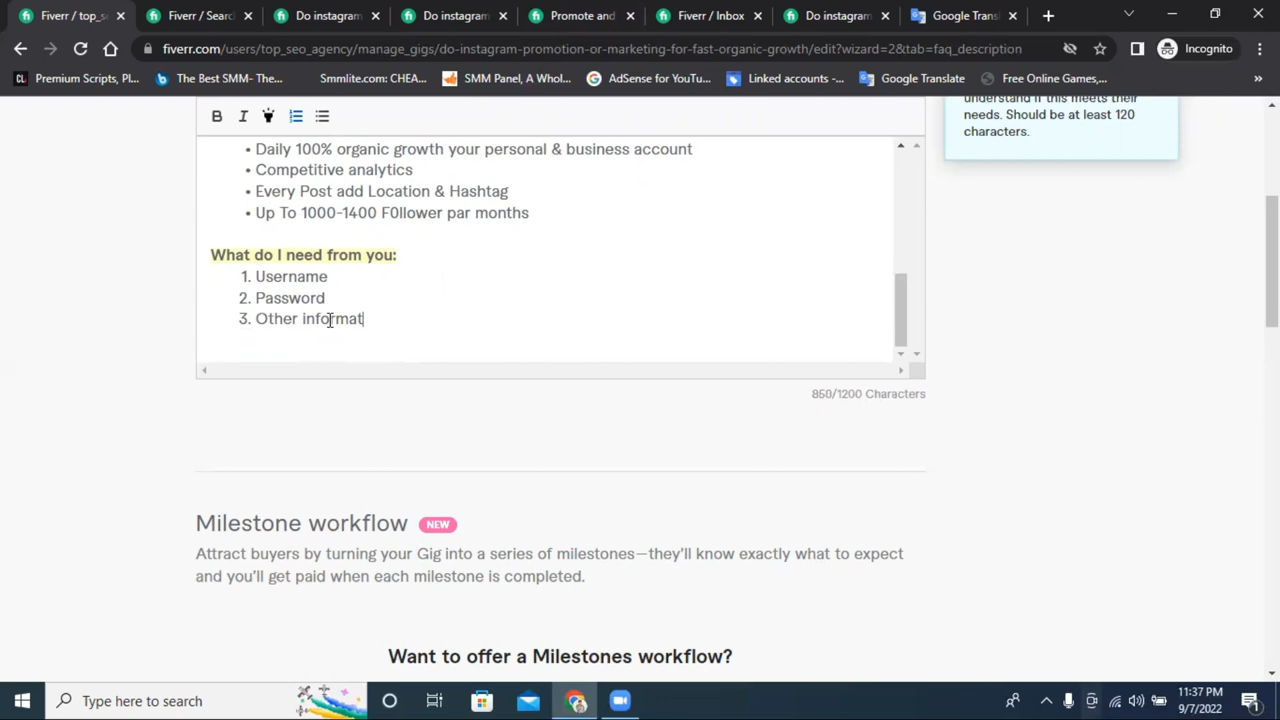 Fiverr / top_s
Fiverr / Searc
Do instagram
Do instagram
Promote and
Fiverr / Inbox
Do instagram
Google Transl
fiverr.com/users/top_seo_agency/manage_gigs/do-instagram-promotion-or-marketing-for-fast-organic-growth/edit?wizard=2&tab=faq_description
Incognito
Premium Scripts, Pl...
The Best SMM- The...
Smmlite.com: CHEA...
SMM Panel, A Whol...
AdSense for YouTu...
Linked accounts -...
Google Translate
Free Online Games,...
»
understand if this meets their
needs. Should be at least 120
characters.
B I
• Daily 100% organic growth your personal & business account
• Competitive analytics
• Every Post add Location & Hashtag
• Up To 1000-1400 F0llower par months
What do I need from you:
1. Username
2. Password
3. Other informat
850/1200 Characters
Milestone workflow NEW
Attract buyers by turning your Gig into a series of milestones—they'll know exactly what to expect
and you'll get paid when each milestone is completed.
Want to offer a Milestones workflow?
Type here to search
11:37 PM
9/7/2022
1